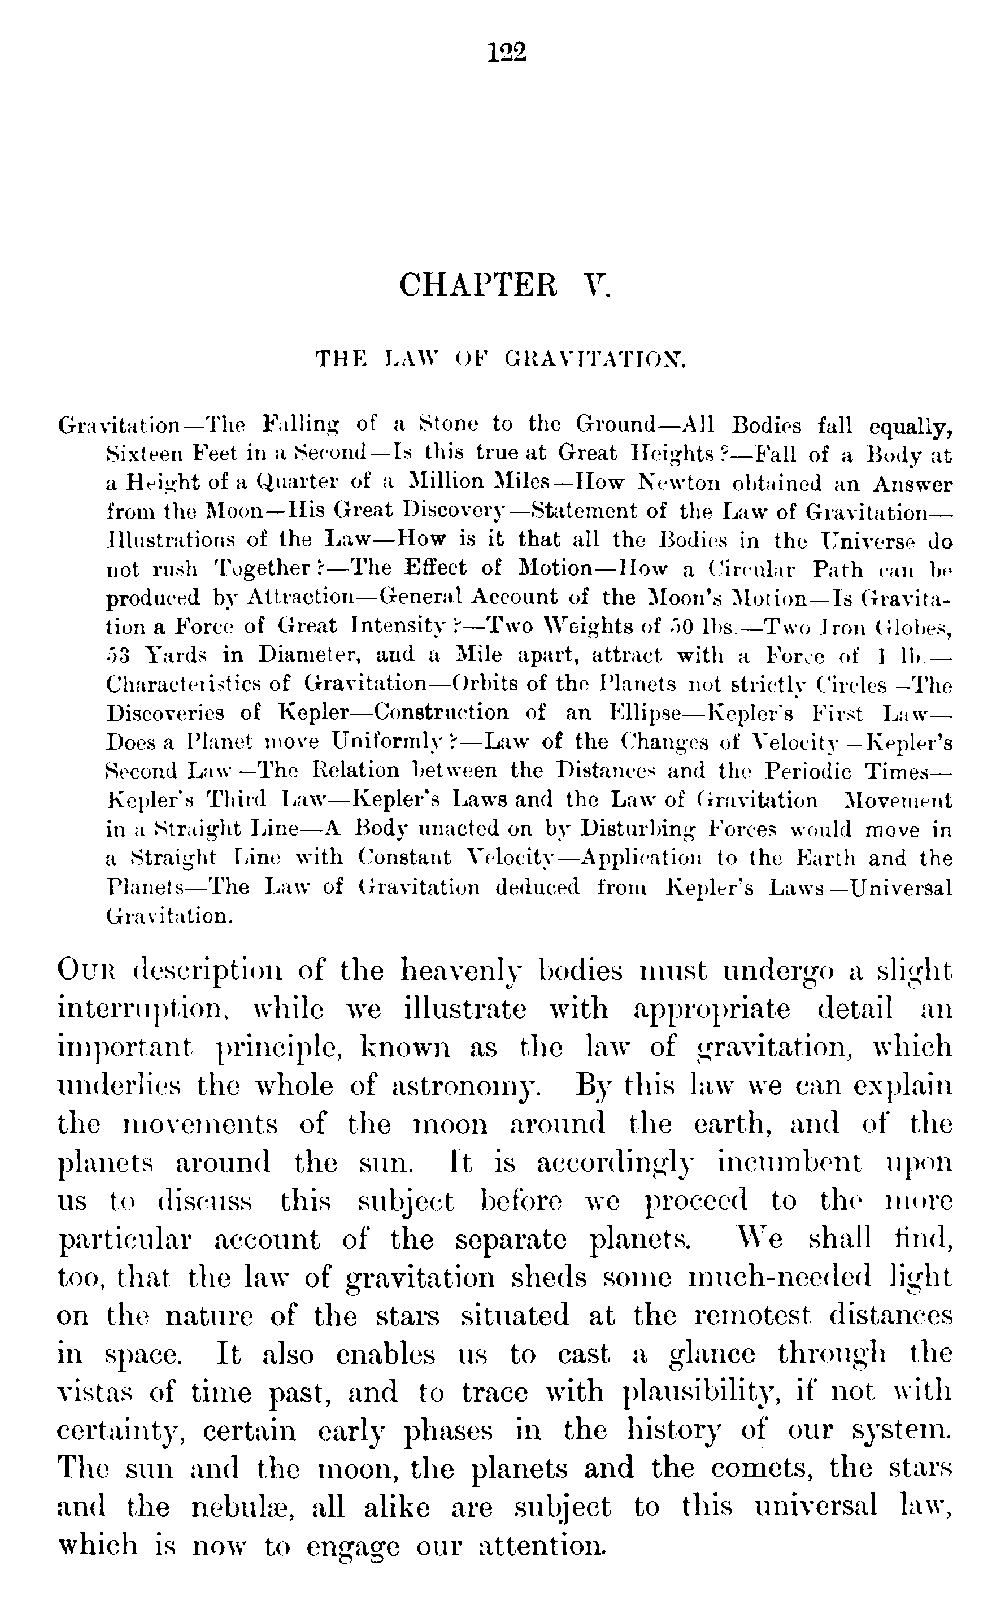 122
CHAPTER V.
THE LAW OF GRAVITATION.
Gravitation—The Falling of a Stone to the Ground—All Bodies fall equally,
Sixteen Feet in a Second—Is this true at Great Heights?—Fall of a Body at
a Height of a Quarter of a Million Miles—How Newton obtained an Answer
from the Moon—His Great Discovery—Statement of the Law of Gravitation—
Illustrations of the Law—How is it that all the Bodies in the Universe do
not rush Together?—The Effect of Motion—How a Circular Path can be
produced by Attraction—General Account of the Moon's Motion—Is Gravita-
tion a Force of Great Intensity?—Two Weights of 50 lbs.—Two Iron Globes,
53 Yards in Diameter, and a Mile apart, attract with a Force of 1 lb.—
Characteristics of Gravitation—Orbits of the Planets not strictly Circles—The
Discoveries of Kepler—Construction of an Ellipse—Kepler's First Law—
Does a Planet move Uniformly?—Law of the Changes of Velocity—Kepler's
Second Law—The Relation between the Distances and the Periodic Times—
Kepler's Third Law—Kepler's Laws and the Law of Gravitation Movement
in a Straight Line—A Body unacted on by Disturbing Forces would move in
a Straight Line with Constant Velocity—Application to the Earth and the
Planets—The Law of Gravitation deduced from Kepler's Laws—Universal
Gravitation.
OUR description of the heavenly bodies must undergo a slight
interruption, while we illustrate with appropriate detail an
important principle, known as the law of gravitation, which
underlies the whole of astronomy. By this law we can explain
the movements of the moon around the earth, and of the
planets around the sun. It is accordingly incumbent upon
us to discuss this subject before we proceed to the more
particular account of the separate planets. We shall find,
too, that the law of gravitation sheds some much-needed light
on the nature of the stars situated at the remotest distances
in space. It also enables us to cast a glance through the
vistas of time past, and to trace with plausibility, if not with
certainty, certain early phases in the history of our system.
The sun and the moon, the planets and the comets, the stars
and the nebulæ, all alike are subject to this universal law,
which is now to engage our attention.